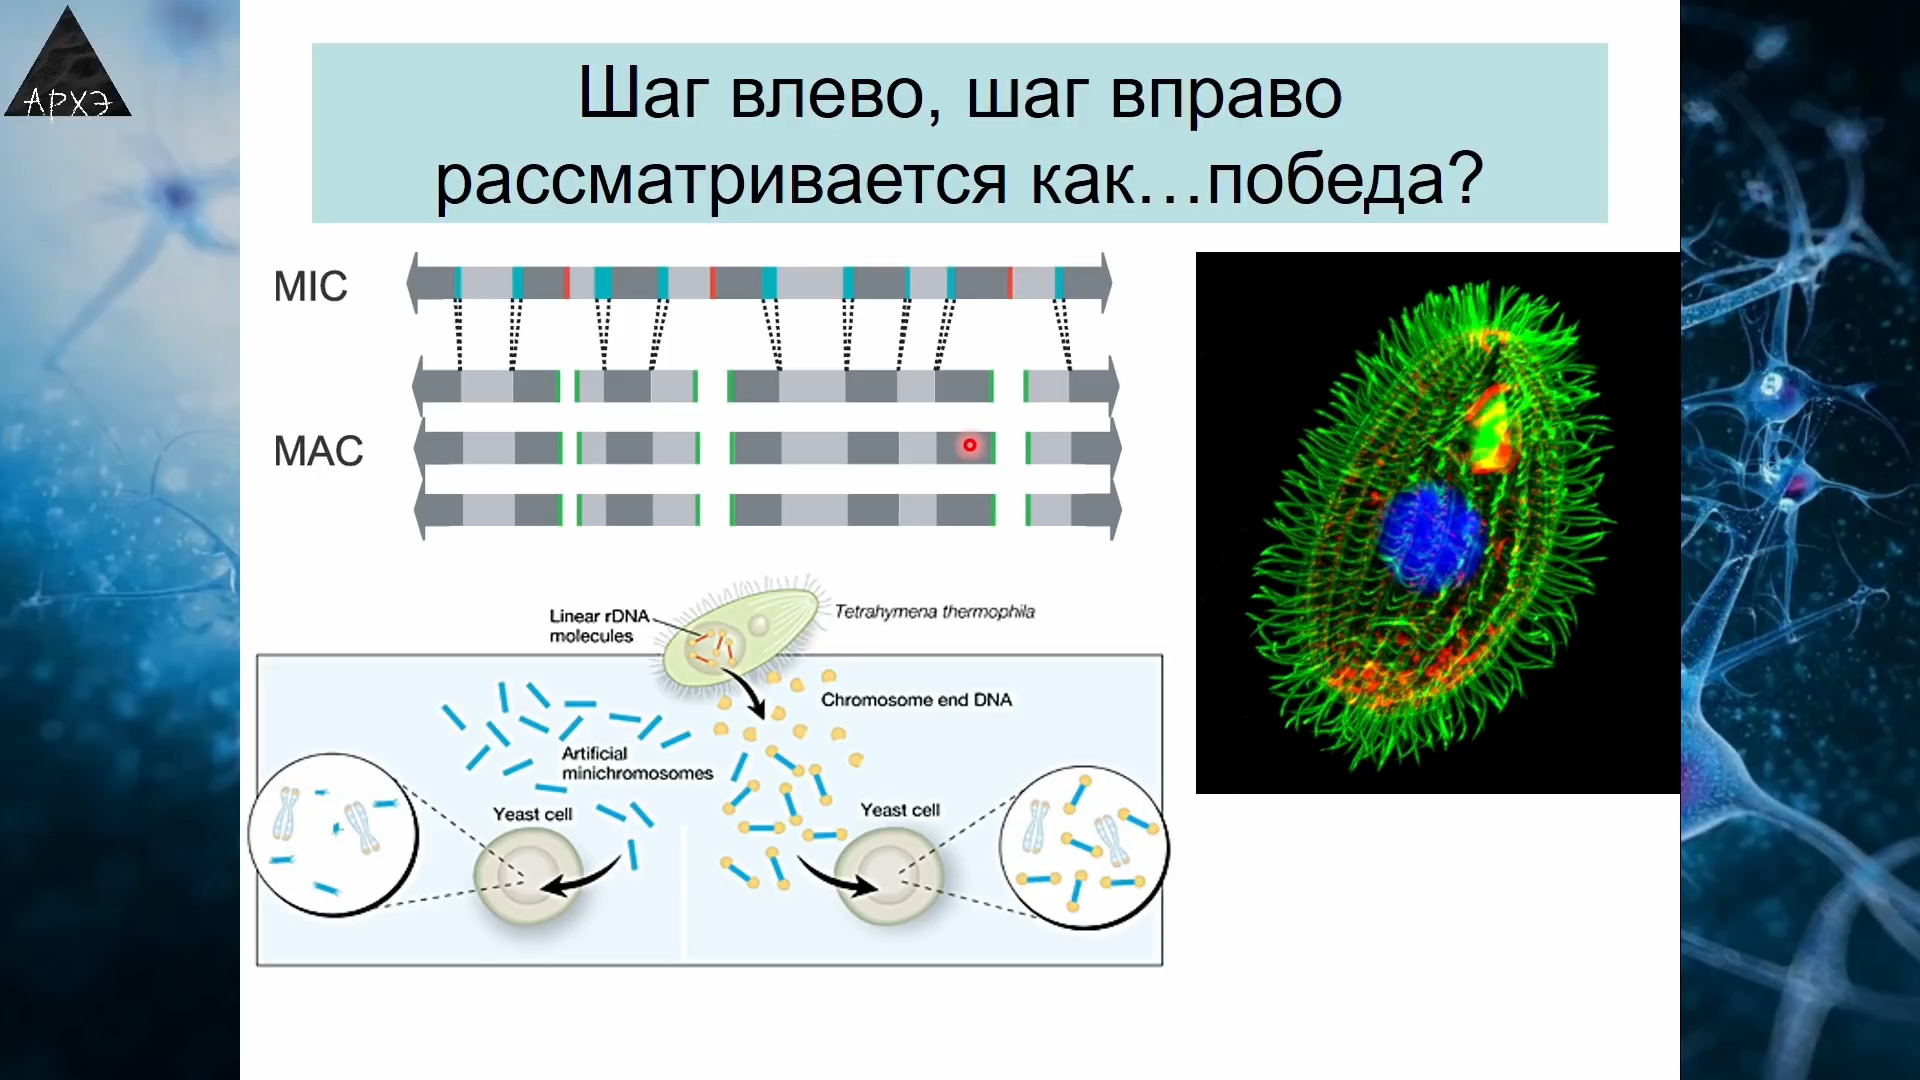 АРХЭ
Шаг влево, шаг вправо
рассматривается как…победа?
MIC
MAC
Linear rDNA
molecules
Tetrahymena thermophila
Chromosome end DNA
Artificial
minichromosomes
Yeast cell
Yeast cell